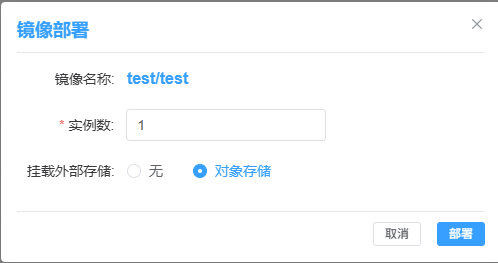 镜像部署
镜像名称: test/test
* 实例数: 1
挂载外部存储: 无 对象存储
取消 部署